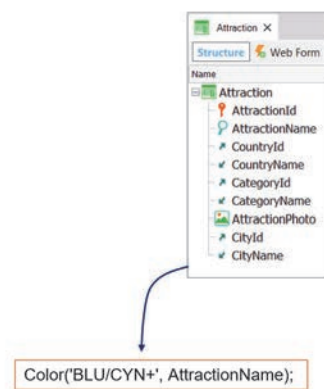 Attraction X
Structure Web Form
Name
Attraction
AttractionId
AttractionName
CountryId
CountryName
CategoryId
CategoryName
AttractionPhoto
CityId
CityName
Color('BLU/CYN+', AttractionName);